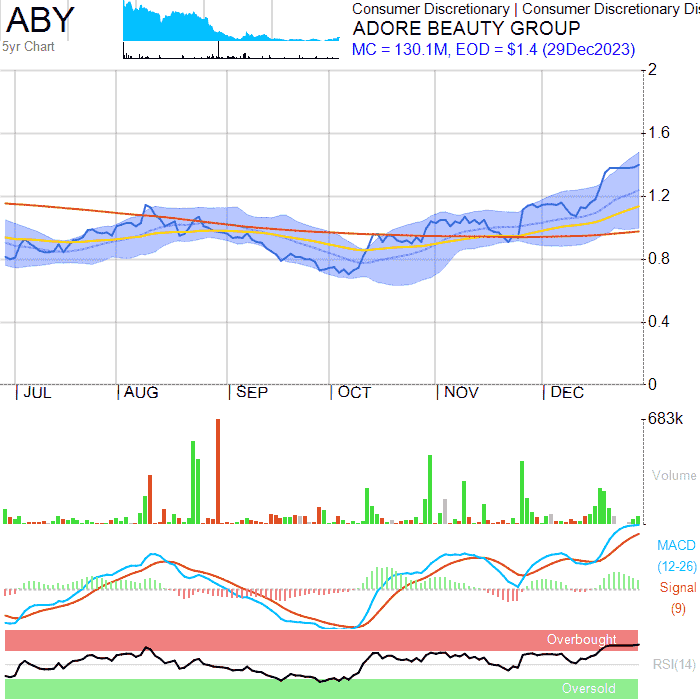 ABY
5yr Chart
Consumer Discretionary | Consumer Discretionary Dis
ADORE BEAUTY GROUP
MC = 130.1M, EOD = $1.4 (29Dec2023)
2
1.6
1.2
0.8
0.4
0
JUL
AUG
SEP
OCT
NOV
DEC
683k
Volume
MACD
(12-26)
Signal
(9)
Overbought
RSI(14)
Oversold